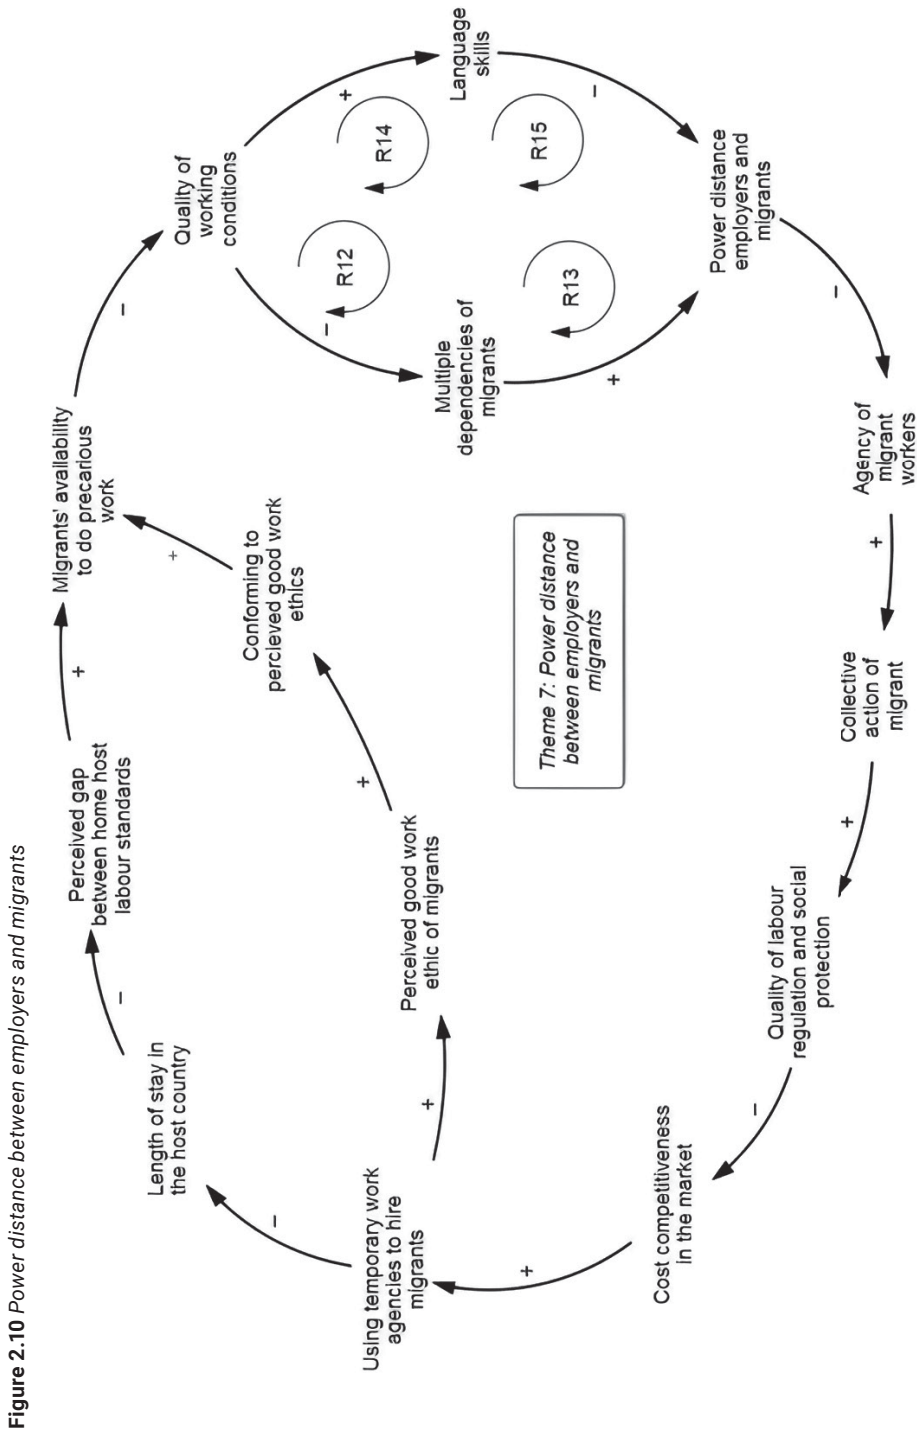 Figure 2.10 Power distance between employers and migrants
Length of stay in
the host country
Perceived gap
between home host
labour standards
Migrants' availability
to do precarious
work
Quality of
working
conditions
Language
skills
Multiple
dependencies of
migrants
Power distance
employers and
migrants
Agency of
migrant
workers
Collective
action of
migrant
Quality of labour
regulation and social
protection
Cost competitiveness
in the market
Using temporary work
agencies to hire
migrants
Perceived good work
ethic of migrants
Conforming to
percieved good work
ethics
Theme 7: Power distance
between employers and
migrants
R12
R14
R13
R15
−
−
+
−
+
−
−
+
−
+
+
−
+
+
+
+